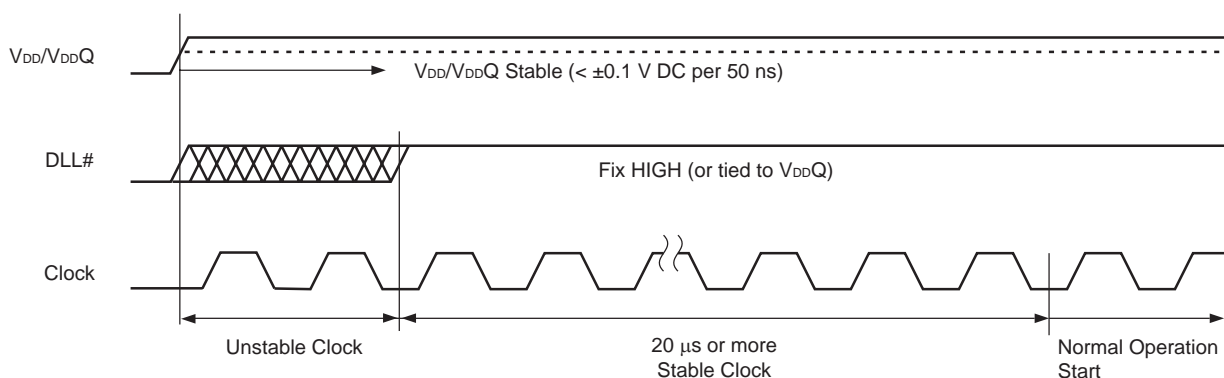 VDD/VDDQ
VDD/VDDQ Stable (< ±0.1 V DC per 50 ns)
DLL#
Fix HIGH (or tied to VDDQ)
Clock
Unstable Clock
20 μs or more
Stable Clock
Normal Operation
Start